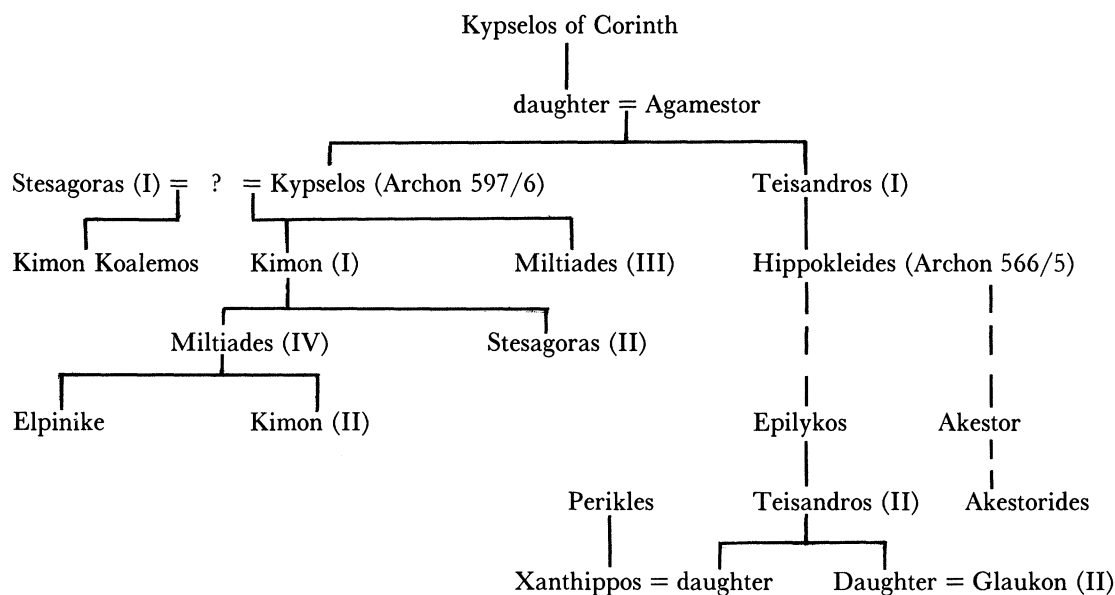 Kypselos of Corinth
daughter = Agamestor
Stesagoras (I) = ? = Kypselos (Archon 597/6) Teisandros (I)
Kimon Koalemos Kimon (I) Miltiades (III) Hippokleides (Archon 566/5)
Miltiades (IV) Stesagoras (II)
Elpinike Kimon (II) Epilykos Akestor
Perikles Teisandros (II) Akestorides
Xanthippos = daughter Daughter = Glaukon (II)